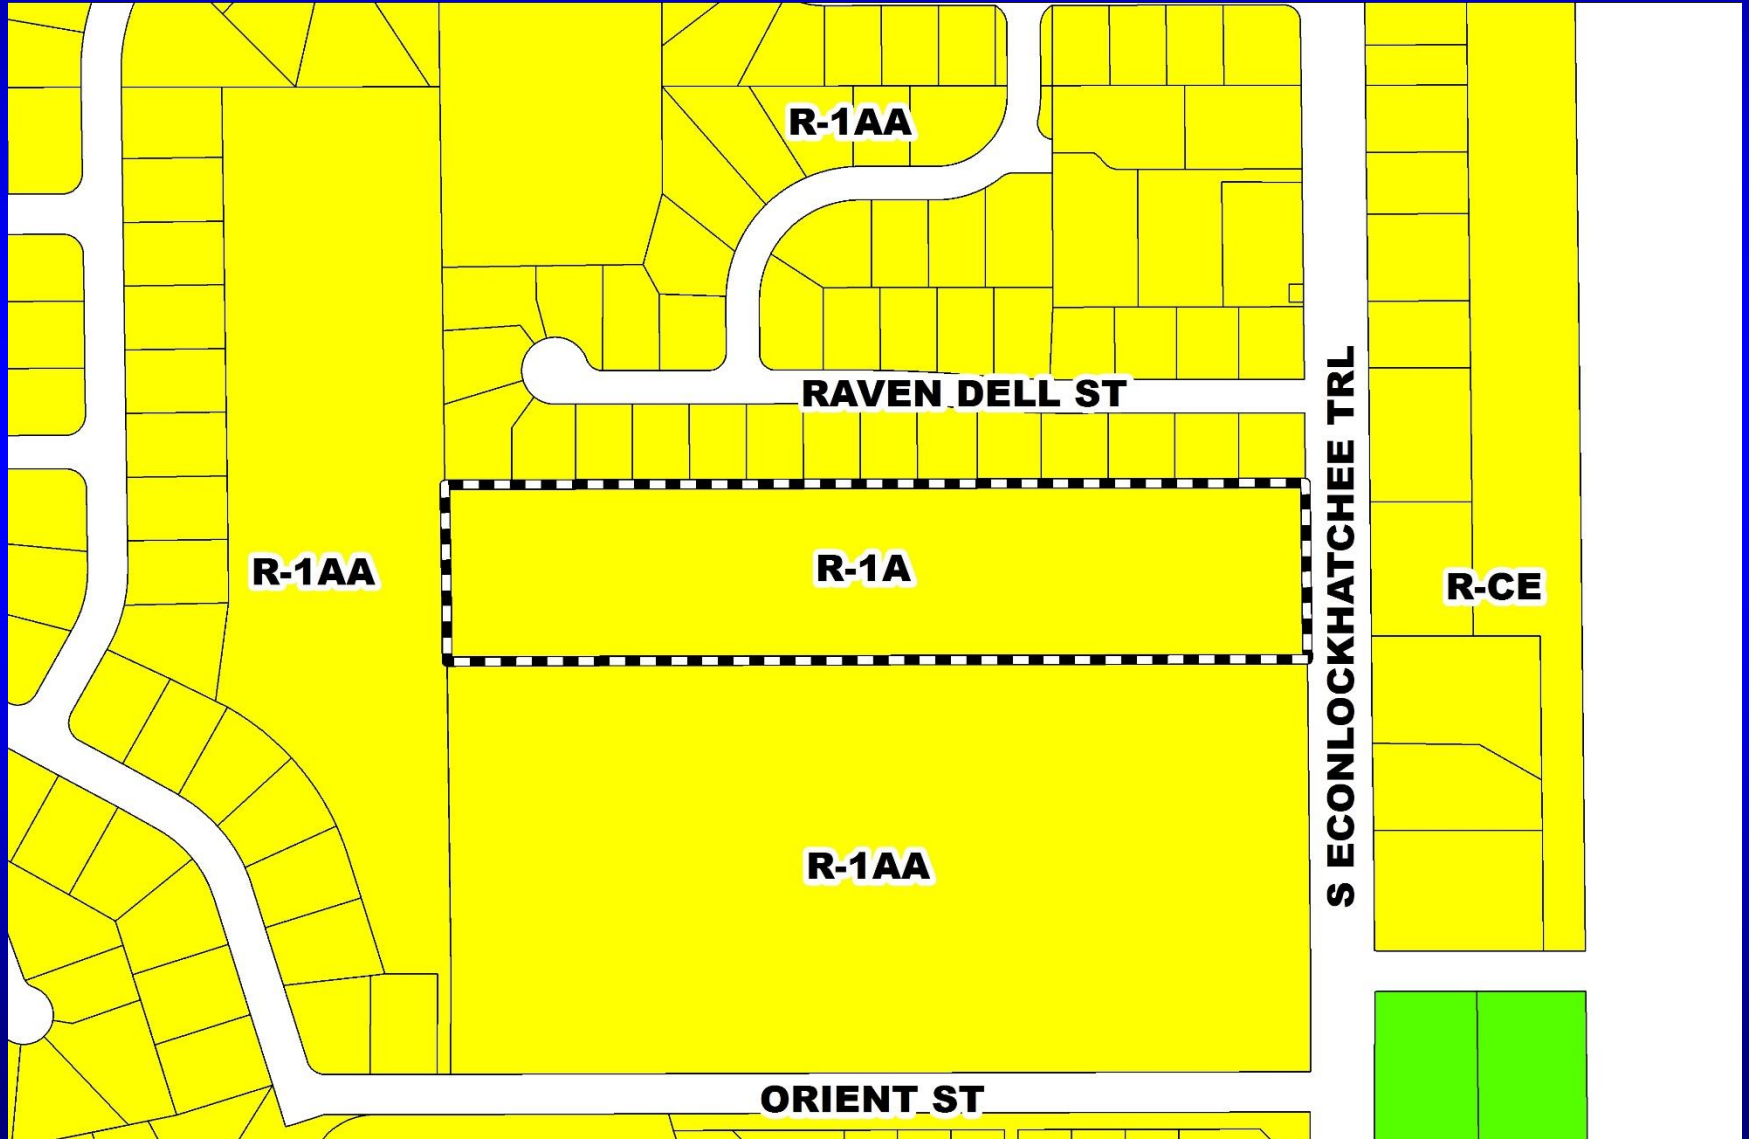 R-1AA
RAVEN DELL ST
S ECONLOCKHATCHEE TRL
R-1AA
R-1A
R-CE
R-1AA
ORIENT ST